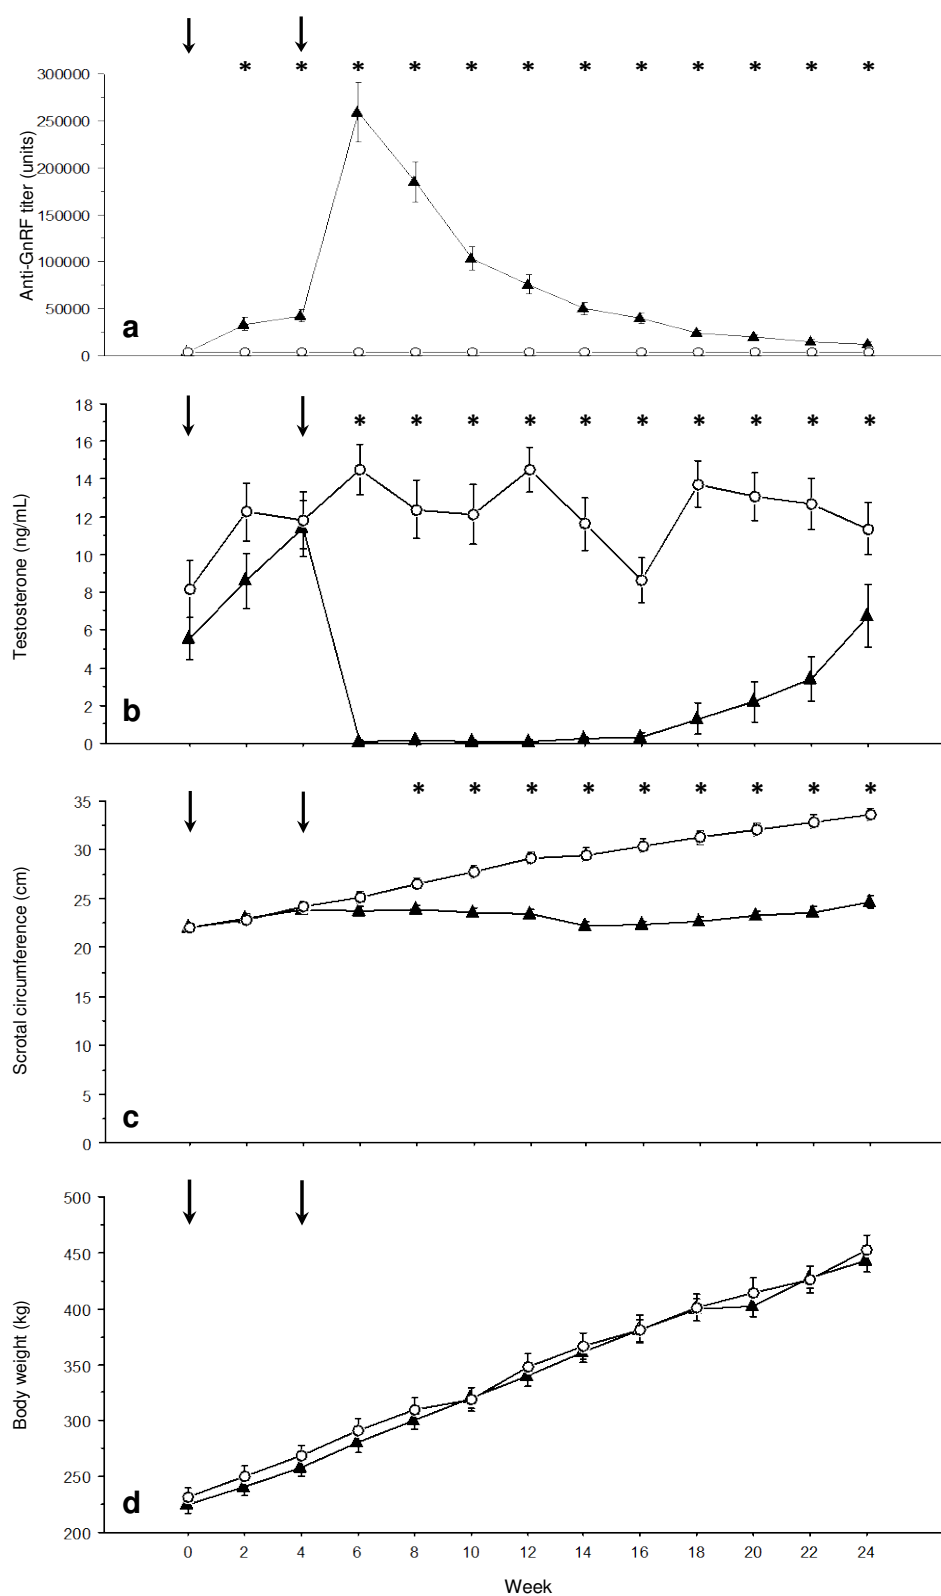 * * * * * * * * * * * *
300000
250000
200000
150000
100000
50000
0
Anti-GnRF titer (units)
a
* * * * * * * * * *
18
16
14
12
10
8
6
4
2
0
Testosterone (ng/mL)
b
* * * * * * * * *
35
30
25
20
15
10
5
0
Scrotal circumference (cm)
c
500
450
400
350
300
250
200
Body weight (kg)
d
0 2 4 6 8 10 12 14 16 18 20 22 24
Week